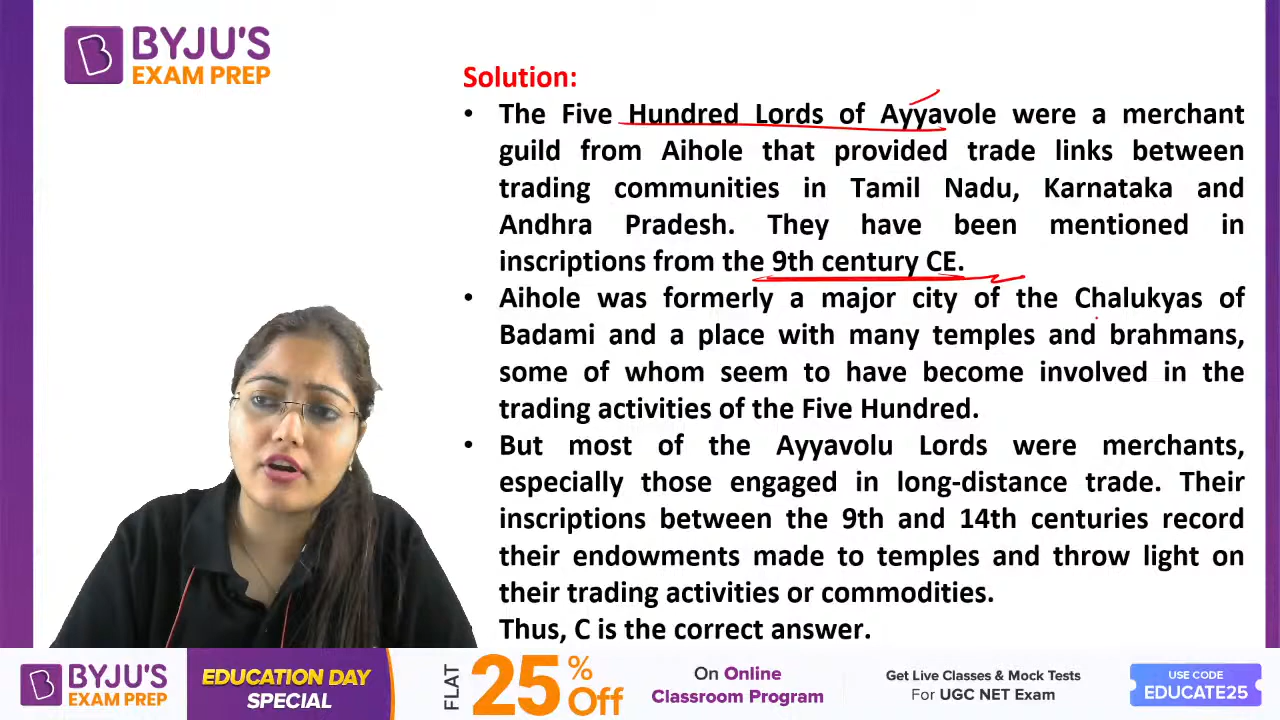 BYJU'S
EXAM PREP
Solution:
• The Five Hundred Lords of Ayyavole were a merchant
guild from Aihole that provided trade links between
trading communities in Tamil Nadu, Karnataka and
Andhra Pradesh. They have been mentioned in
inscriptions from the 9th century CE.
• Aihole was formerly a major city of the Chalukyas of
Badami and a place with many temples and brahmans,
some of whom seem to have become involved in the
trading activities of the Five Hundred.
• But most of the Ayyavolu Lords were merchants,
especially those engaged in long-distance trade. Their
inscriptions between the 9th and 14th centuries record
their endowments made to temples and throw light on
their trading activities or commodities.
Thus, C is the correct answer.
BYJU'S
EXAM PREP
EDUCATION DAY
SPECIAL
FLAT
25% Off
On Online
Classroom Program
Get Live Classes & Mock Tests
For UGC NET Exam
USE CODE
EDUCATE25